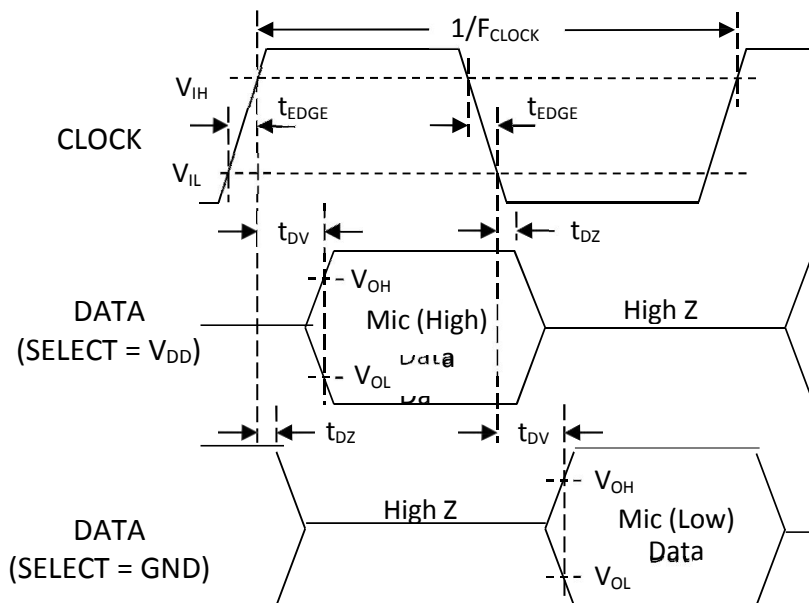 1/FCLOCK
VIH
tEDGE
tEDGE
CLOCK
VIL
tDV
tDZ
VOH
DATA
(SELECT = VDD)
Mic (High)
Data
High Z
VOL
Da
tDZ
tDV
High Z
VOH
DATA
(SELECT = GND)
Mic (Low)
Data
VOL